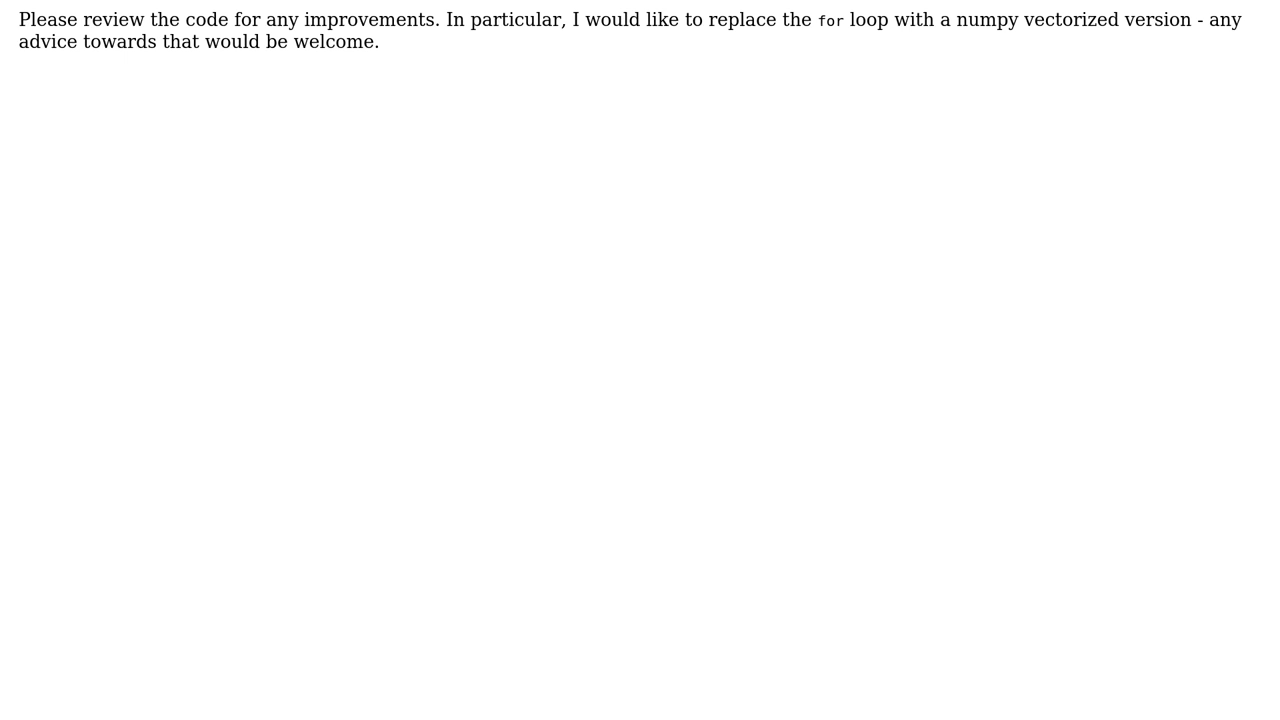 Please review the code for any improvements. In particular, I would like to replace the for loop with a numpy vectorized version - any
advice towards that would be welcome.